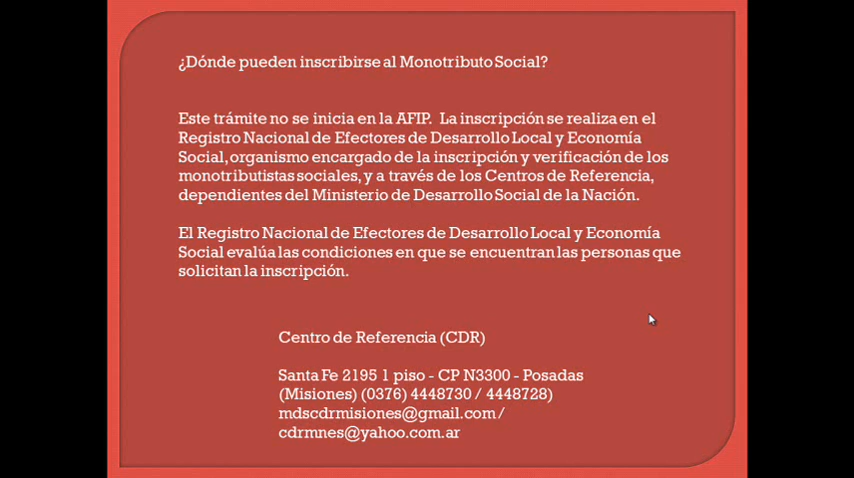 ¿Dónde pueden inscribirse al Monotributo Social?
Este trámite no se inicia en la AFIP. La inscripción se realiza en el
Registro Nacional de Efectores de Desarrollo Local y Economía
Social, organismo encargado de la inscripción y verificación de los
monotributistas sociales, y a través de los Centros de Referencia,
dependientes del Ministerio de Desarrollo Social de la Nación.
El Registro Nacional de Efectores de Desarrollo Local y Economía
Social evalúa las condiciones en que se encuentran las personas que
solicitan la inscripción.
Centro de Referencia (CDR)
Santa Fe 2195 1 piso - CP N3300 - Posadas
(Misiones) (0376) 4448730 / 4448728)
mdscdrmisiones@gmail.com /
cdrmnes@yahoo.com.ar